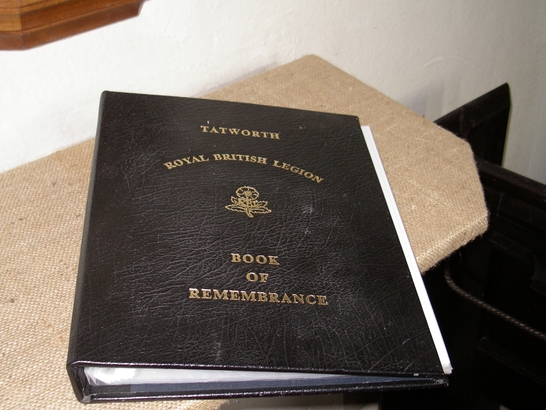 TATWORTH
ROYAL BRITISH LEGION
BOOK
OF
REMEMBRANCE